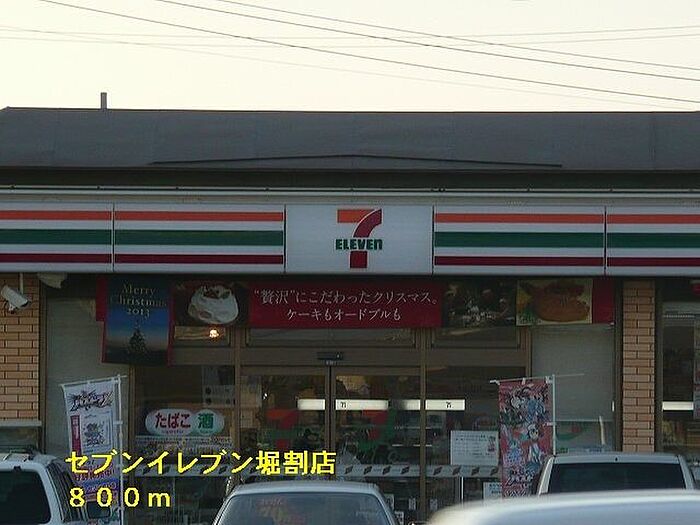 7
ELEVEn
Merry
Christmas
2013
“贅沢”にこだわったクリスマス。
ケーキもオードブルも
たばこ 酒
セブンイレブン堀割店
８００ｍ